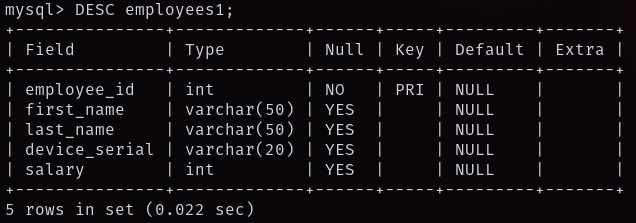 mysql> DESC employees1;
+---------------+-------------+------+-----+---------+-------+
| Field         | Type        | Null | Key | Default | Extra |
+---------------+-------------+------+-----+---------+-------+
| employee_id   | int         | NO   | PRI | NULL    |       |
| first_name    | varchar(50) | YES  |     | NULL    |       |
| last_name     | varchar(50) | YES  |     | NULL    |       |
| device_serial | varchar(20) | YES  |     | NULL    |       |
| salary        | int         | YES  |     | NULL    |       |
+---------------+-------------+------+-----+---------+-------+
5 rows in set (0.022 sec)